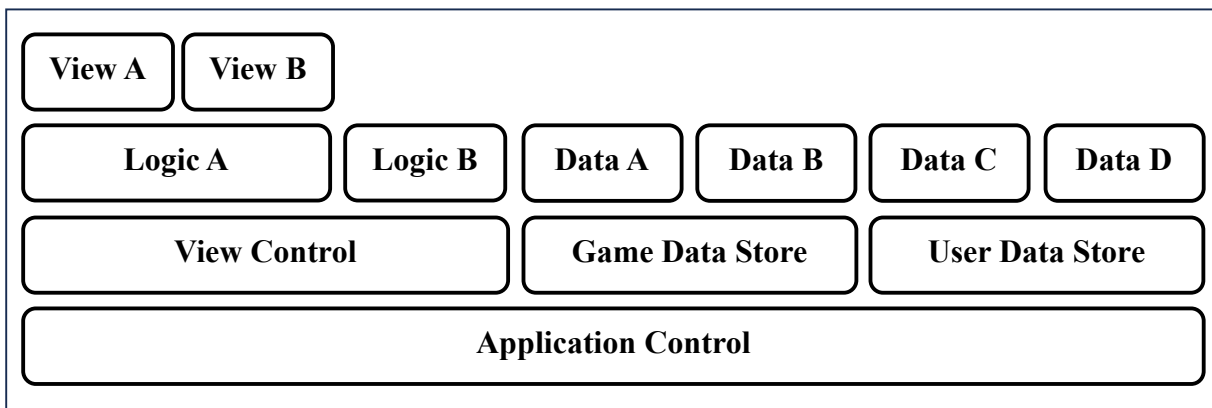 View A View B
Logic A Logic B Data A Data B Data C Data D
View Control Game Data Store User Data Store
Application Control